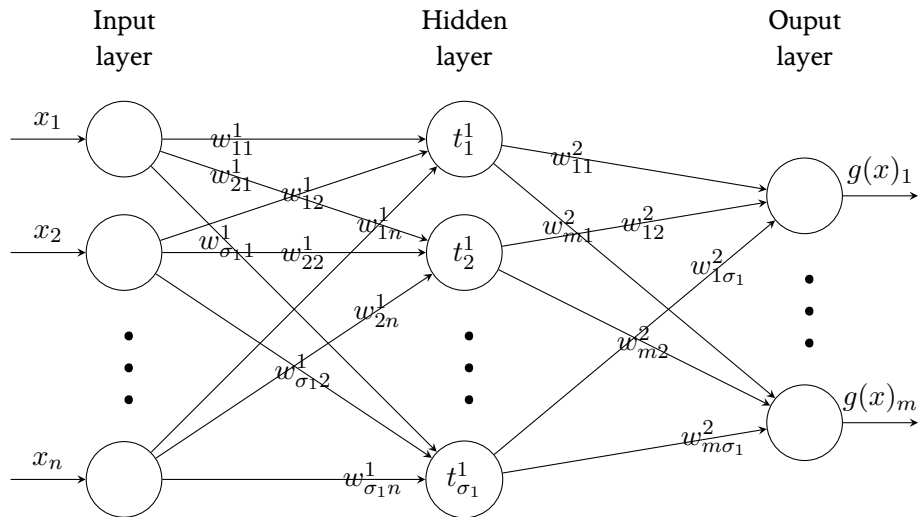 Input
layer
Hidden
layer
Ouput
layer
x_1
w^1_{11}
t^1_1
w^2_{11}
g(x)_1
w^1_{21}
w^1_{12}
w^1_{1n}
w^2_{m1}
w^2_{12}
x_2
w^1_{σ_1 1}
w^1_{22}
t^1_2
w^2_{1σ_1}
w^1_{2n}
w^2_{m2}
w^1_{σ_1 2}
g(x)_m
x_n
w^1_{σ_1 n}
t^1_{σ_1}
w^2_{mσ_1}